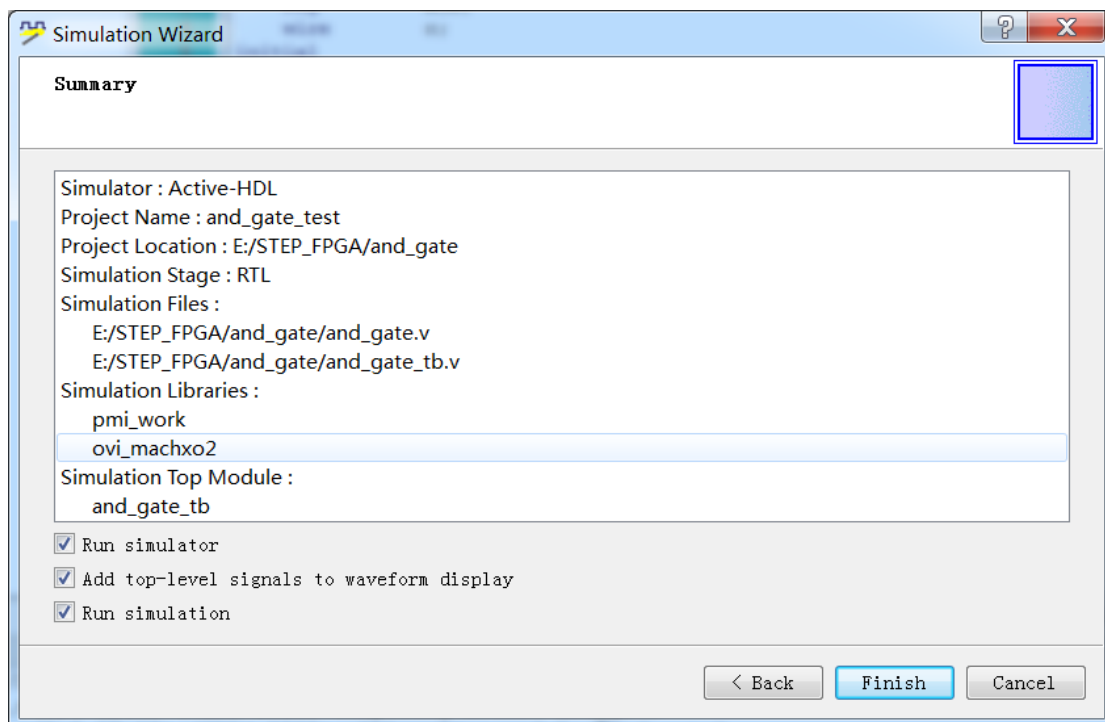 Simulation Wizard
Summary
Simulator : Active-HDL
Project Name : and_gate_test
Project Location : E:/STEP_FPGA/and_gate
Simulation Stage : RTL
Simulation Files :
E:/STEP_FPGA/and_gate/and_gate.v
E:/STEP_FPGA/and_gate/and_gate_tb.v
Simulation Libraries :
pmi_work
ovi_machxo2
Simulation Top Module :
and_gate_tb
Run simulator
Add top-level signals to waveform display
Run simulation
< Back Finish Cancel